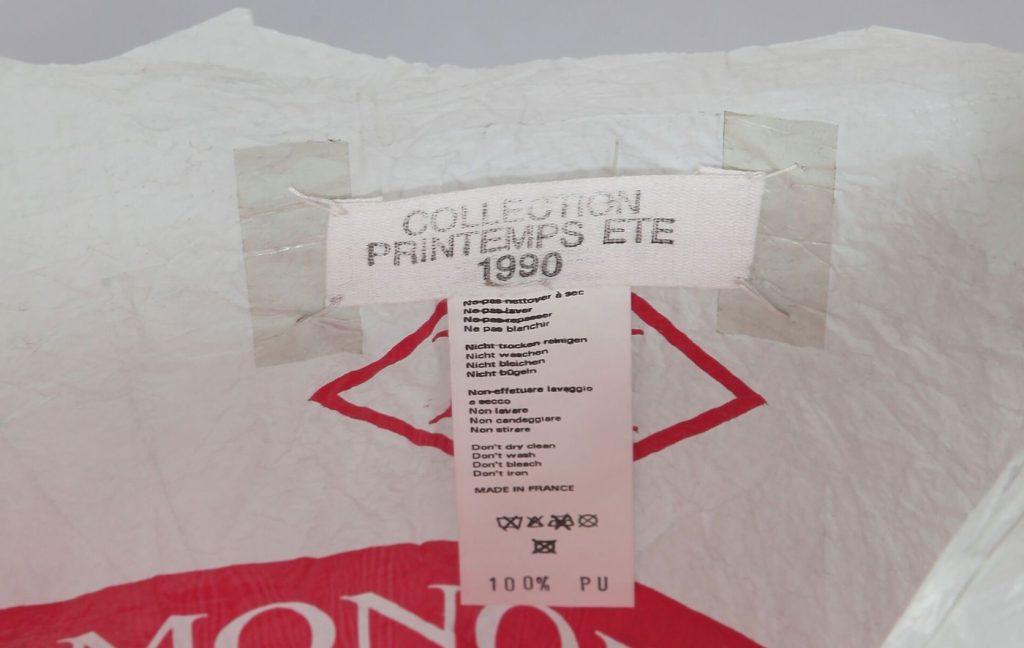 COLLECTION
PRINTEMPS ETE
1990
Ne pas nettoyer à sec
Ne pas laver
Ne pas repasser
Ne pas blanchir
Nicht trocken reinigen
Nicht waschen
Nicht bleichen
Nicht bügeln
Non effetuare lavaggio
a secco
Non lavare
Non candeggiare
Non stirare
Don't dry clean
Don't wash
Don't bleach
Don't iron
MADE IN FRANCE
100% PU
MONO